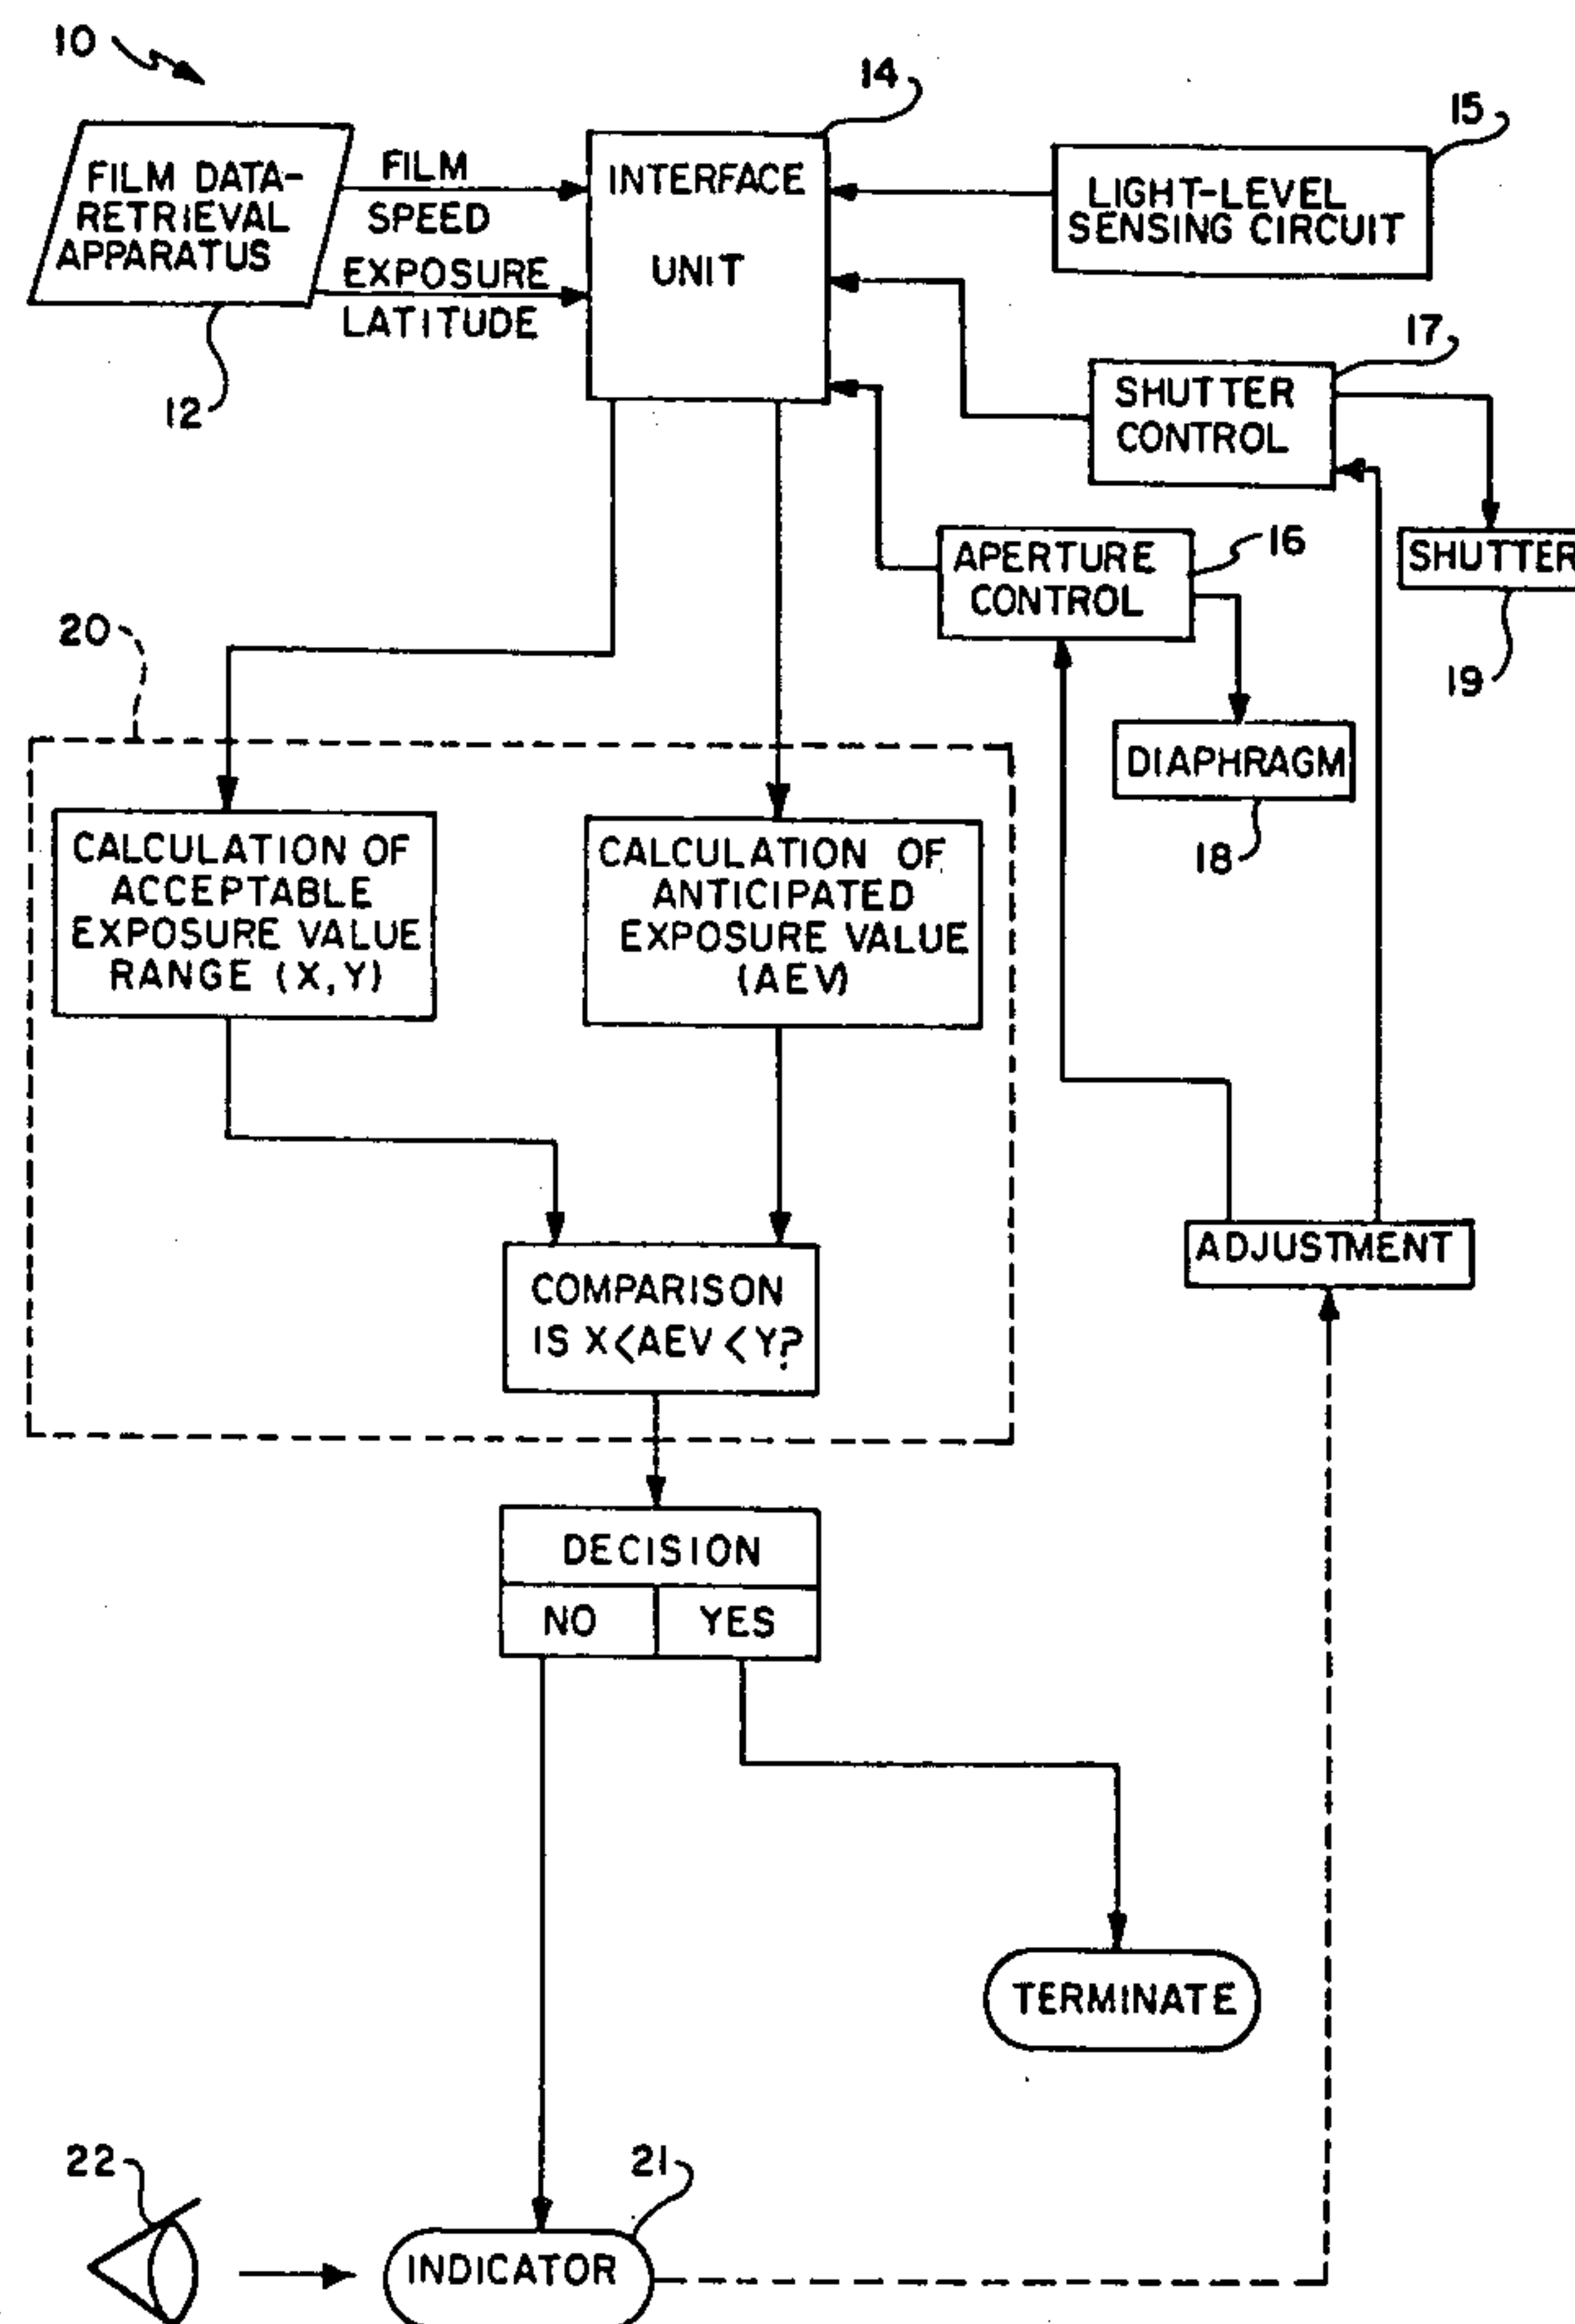 10
14
15
FILM DATA-
RETRIEVAL
APPARATUS
FILM
SPEED
EXPOSURE
LATITUDE
INTERFACE
UNIT
LIGHT-LEVEL
SENSING CIRCUIT
12
17
SHUTTER
CONTROL
16
APERTURE
CONTROL
SHUTTER
19
20
DIAPHRAGM
18
CALCULATION OF
ACCEPTABLE
EXPOSURE VALUE
RANGE (X,Y)
CALCULATION OF
ANTICIPATED
EXPOSURE VALUE
(AEV)
ADJUSTMENT
COMPARISON
IS X<AEV<Y?
DECISION
NO
YES
TERMINATE
22
21
INDICATOR